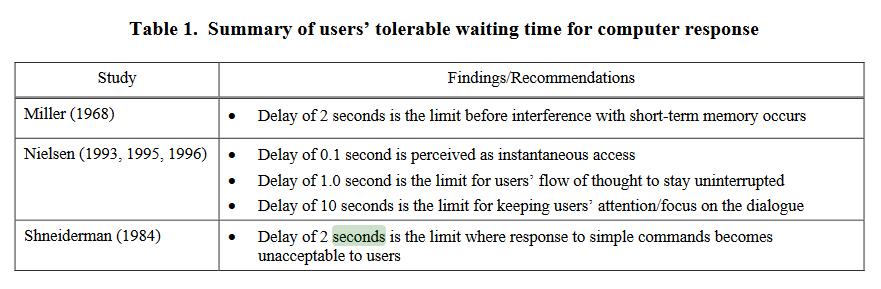 Table 1. Summary of users' tolerable waiting time for computer response
Study Findings/Recommendations
Miller (1968) • Delay of 2 seconds is the limit before interference with short-term memory occurs
Nielsen (1993, 1995, 1996) • Delay of 0.1 second is perceived as instantaneous access
• Delay of 1.0 second is the limit for users' flow of thought to stay uninterrupted
• Delay of 10 seconds is the limit for keeping users' attention/focus on the dialogue
Shneiderman (1984) • Delay of 2 seconds is the limit where response to simple commands becomes
unacceptable to users